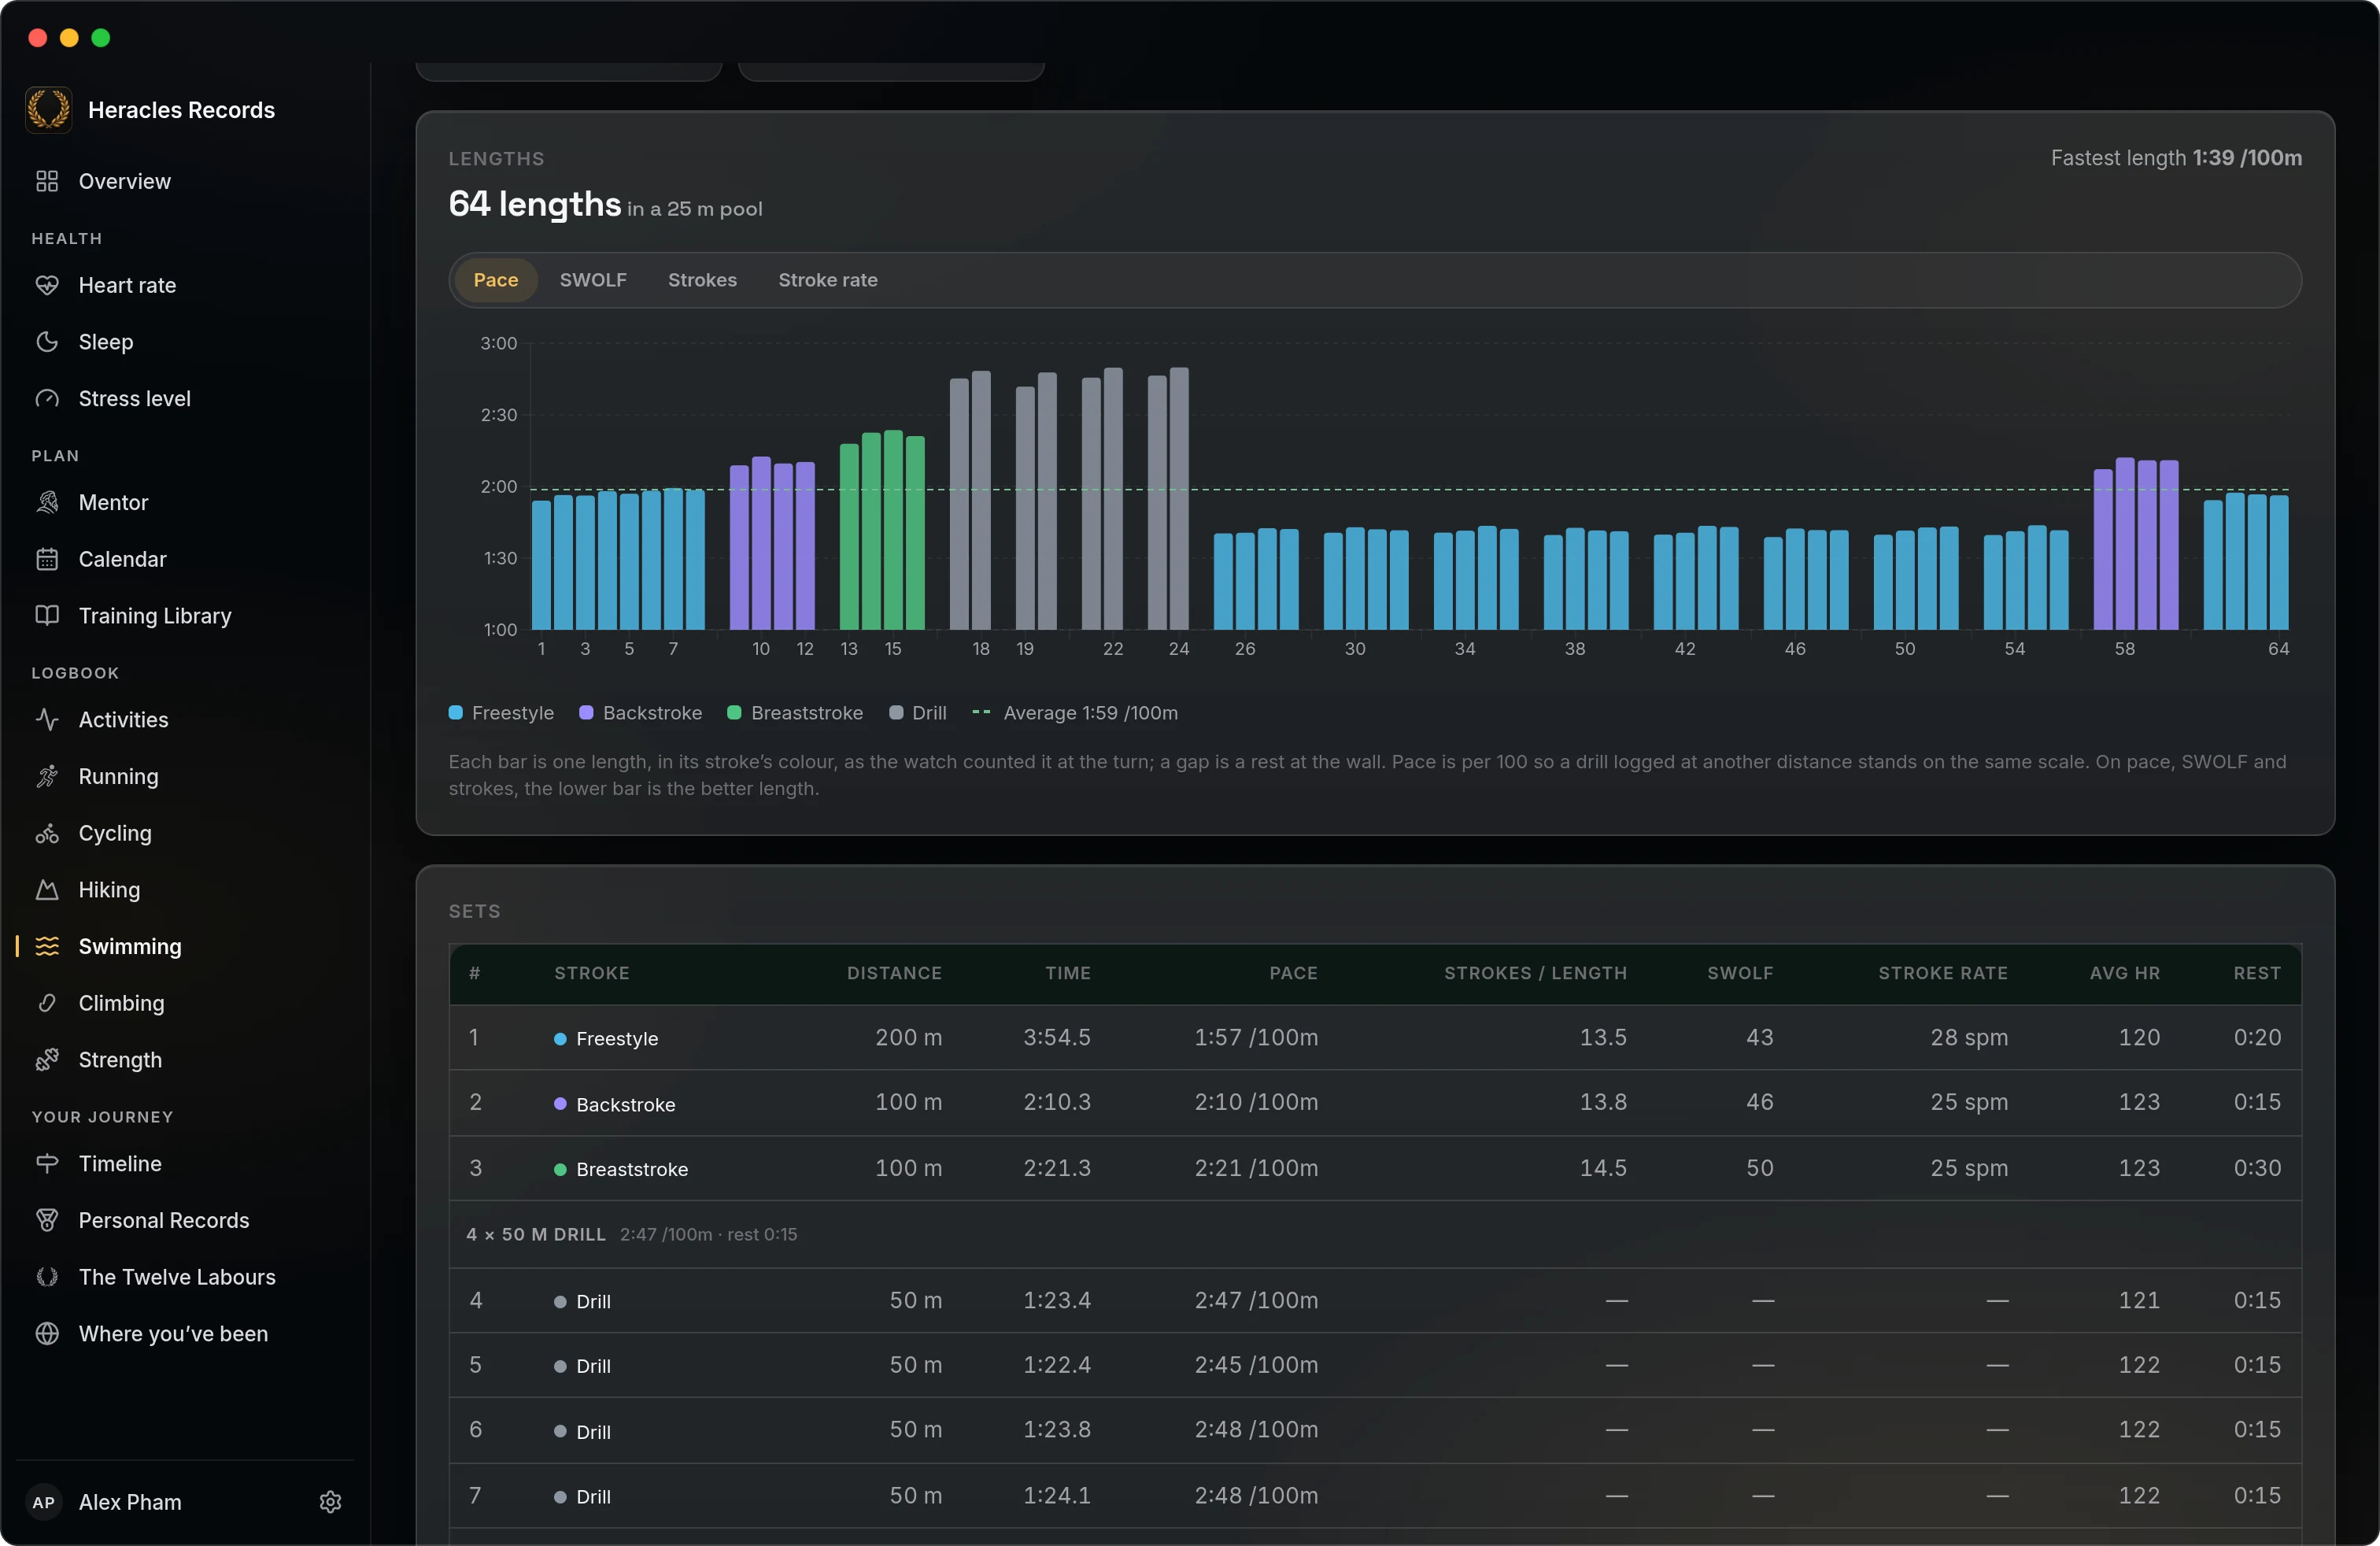 Heracles Records
Overview
HEALTH
Heart rate
Sleep
Stress level
PLAN
Mentor
Calendar
Training Library
LOGBOOK
Activities
Running
Cycling
Hiking
Swimming
Climbing
Strength
YOUR JOURNEY
Timeline
Personal Records
The Twelve Labours
Where you’ve been
AP Alex Pham
LENGTHS
Fastest length 1:39 /100m
64 lengths in a 25 m pool
Pace SWOLF Strokes Stroke rate
3:00
2:30
2:00
1:30
1:00
1 3 5 7 10 12 13 15 18 19 22 24 26 30 34 38 42 46 50 54 58 64
Freestyle Backstroke Breaststroke Drill Average 1:59 /100m
Each bar is one length, in its stroke’s colour, as the watch counted it at the turn; a gap is a rest at the wall. Pace is per 100 so a drill logged at another distance stands on the same scale. On pace, SWOLF and
strokes, the lower bar is the better length.
SETS
# STROKE DISTANCE TIME PACE STROKES / LENGTH SWOLF STROKE RATE AVG HR REST
1 Freestyle 200 m 3:54.5 1:57 /100m 13.5 43 28 spm 120 0:20
2 Backstroke 100 m 2:10.3 2:10 /100m 13.8 46 25 spm 123 0:15
3 Breaststroke 100 m 2:21.3 2:21 /100m 14.5 50 25 spm 123 0:30
4 × 50 M DRILL 2:47 /100m · rest 0:15
4 Drill 50 m 1:23.4 2:47 /100m — — — 121 0:15
5 Drill 50 m 1:22.4 2:45 /100m — — — 122 0:15
6 Drill 50 m 1:23.8 2:48 /100m — — — 122 0:15
7 Drill 50 m 1:24.1 2:48 /100m — — — 122 0:15